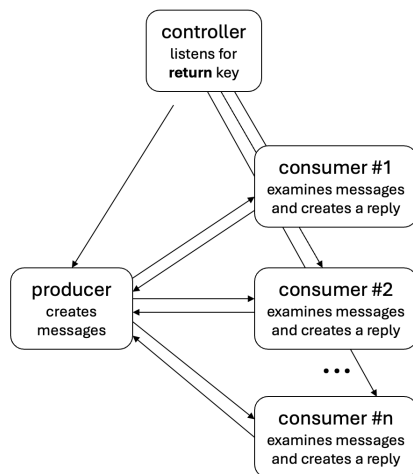 controller
listens for
return key
consumer #1
examines messages
and creates a reply
producer
creates
messages
consumer #2
examines messages
and creates a reply
•••
consumer #n
examines messages
and creates a reply